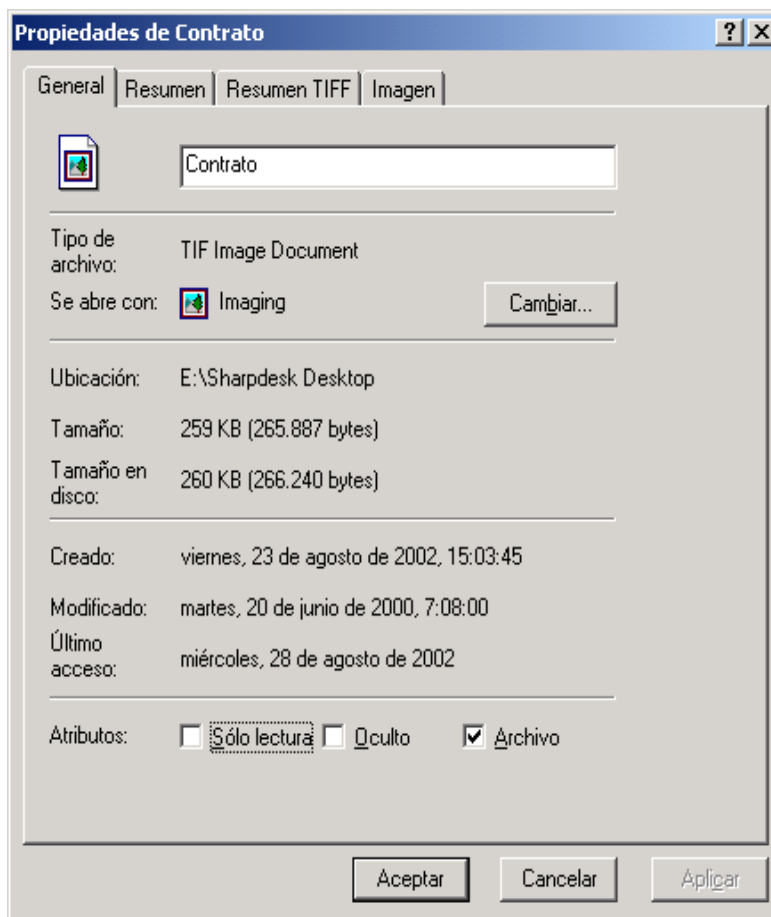 Propiedades de Contrato
General Resumen Resumen TIFF Imagen
Contrato
Tipo de archivo: TIF Image Document
Se abre con: Imaging Cambiar...
Ubicación: E:\Sharpdesk Desktop
Tamaño: 259 KB (265.887 bytes)
Tamaño en disco: 260 KB (266.240 bytes)
Creado: viernes, 23 de agosto de 2002, 15:03:45
Modificado: martes, 20 de junio de 2000, 7:08:00
Último acceso: miércoles, 28 de agosto de 2002
Atributos: Sólo lectura Oculto Archivo
Aceptar Cancelar Aplicar